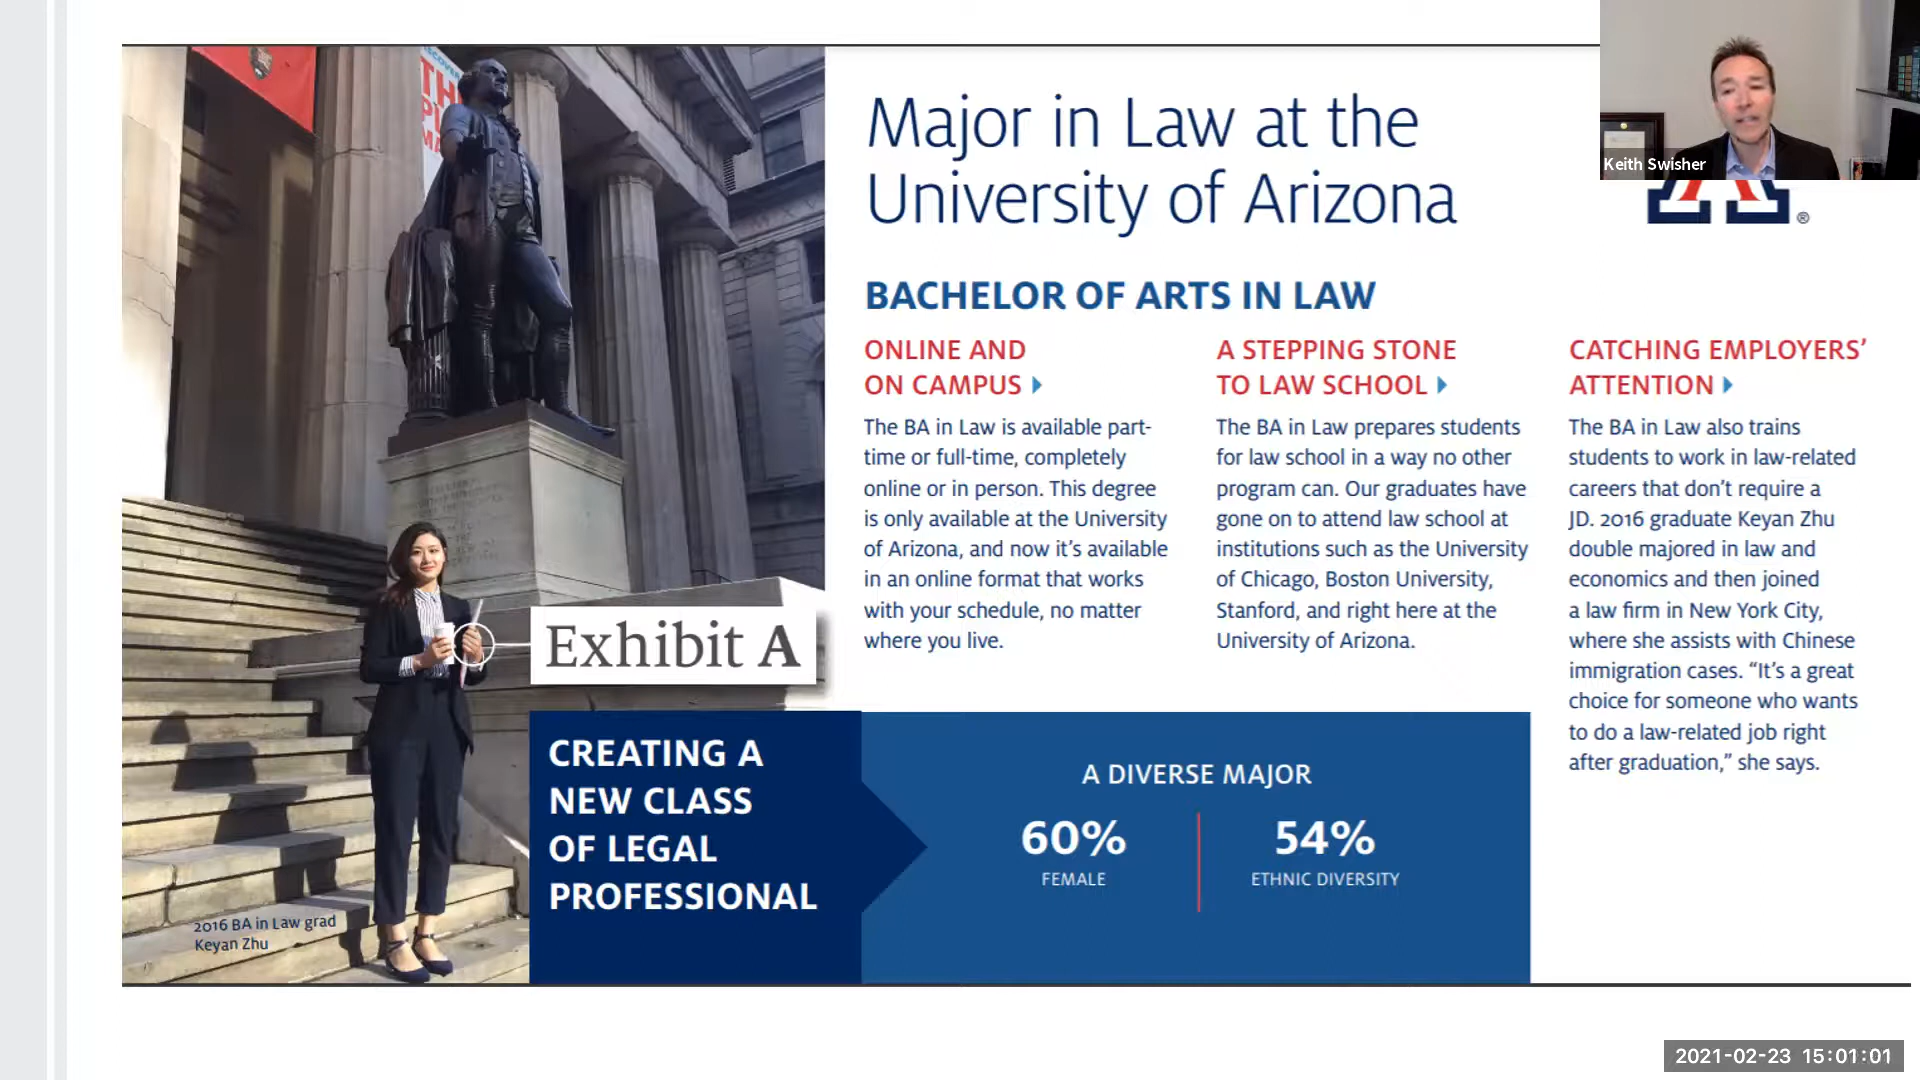 Major in Law at the
University of Arizona
Keith Swisher
®
BACHELOR OF ARTS IN LAW
ONLINE AND
ON CAMPUS
The BA in Law is available part-
time or full-time, completely
online or in person. This degree
is only available at the University
of Arizona, and now it’s available
in an online format that works
with your schedule, no matter
where you live.
A STEPPING STONE
TO LAW SCHOOL
The BA in Law prepares students
for law school in a way no other
program can. Our graduates have
gone on to attend law school at
institutions such as the University
of Chicago, Boston University,
Stanford, and right here at the
University of Arizona.
CATCHING EMPLOYERS’
ATTENTION
The BA in Law also trains
students to work in law-related
careers that don’t require a
JD. 2016 graduate Keyan Zhu
double majored in law and
economics and then joined
a law firm in New York City,
where she assists with Chinese
immigration cases. “It’s a great
choice for someone who wants
to do a law-related job right
after graduation,” she says.
Exhibit A
CREATING A
NEW CLASS
OF LEGAL
PROFESSIONAL
A DIVERSE MAJOR
60%
FEMALE
54%
ETHNIC DIVERSITY
2016 BA in Law grad
Keyan Zhu
2021-02-23 15:01:01